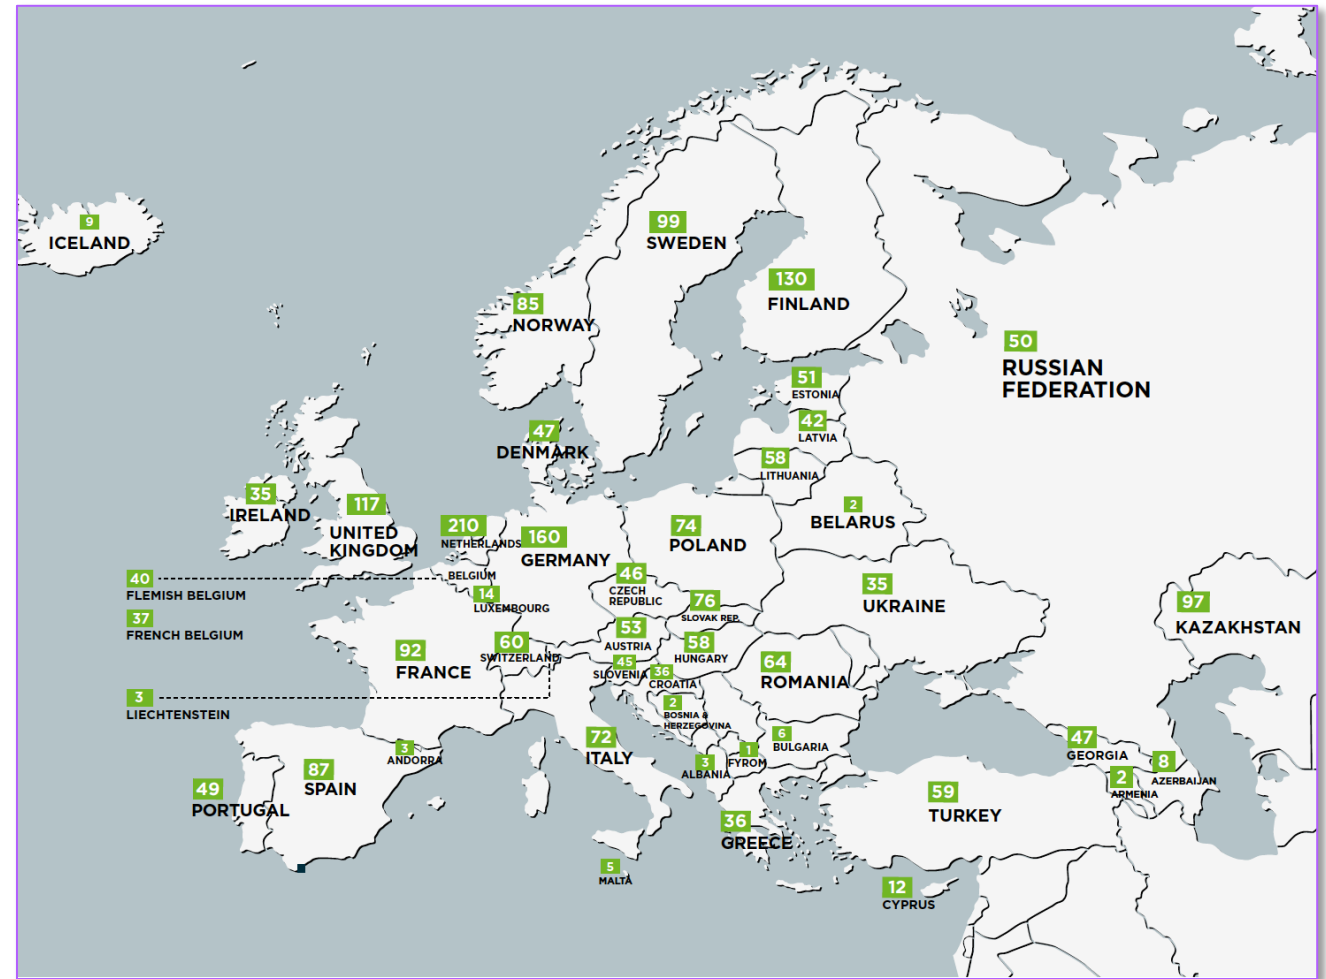 9
ICELAND
99
SWEDEN
130
FINLAND
85
NORWAY
50
RUSSIAN
FEDERATION
51
ESTONIA
42
LATVIA
47
DENMARK
58
LITHUANIA
35
IRELAND
117
UNITED
KINGDOM
210
NETHERLANDS
160
GERMANY
74
POLAND
2
BELARUS
40
FLEMISH BELGIUM
BELGIUM
37
FRENCH BELGIUM
14
LUXEMBOURG
46
CZECH
REPUBLIC
76
SLOVAK REP.
35
UKRAINE
97
KAZAKHSTAN
92
FRANCE
60
SWITZERLAND
53
AUSTRIA
58
HUNGARY
45
SLOVENIA
36
CROATIA
64
ROMANIA
3
LIECHTENSTEIN
2
BOSNIA &
HERZEGOVINA
72
ITALY
3
ANDORRA
1
FYROM
6
BULGARIA
3
ALBANIA
47
GEORGIA
8
AZERBAIJAN
2
ARMENIA
49
PORTUGAL
87
SPAIN
36
GREECE
59
TURKEY
5
MALTA
12
CYPRUS